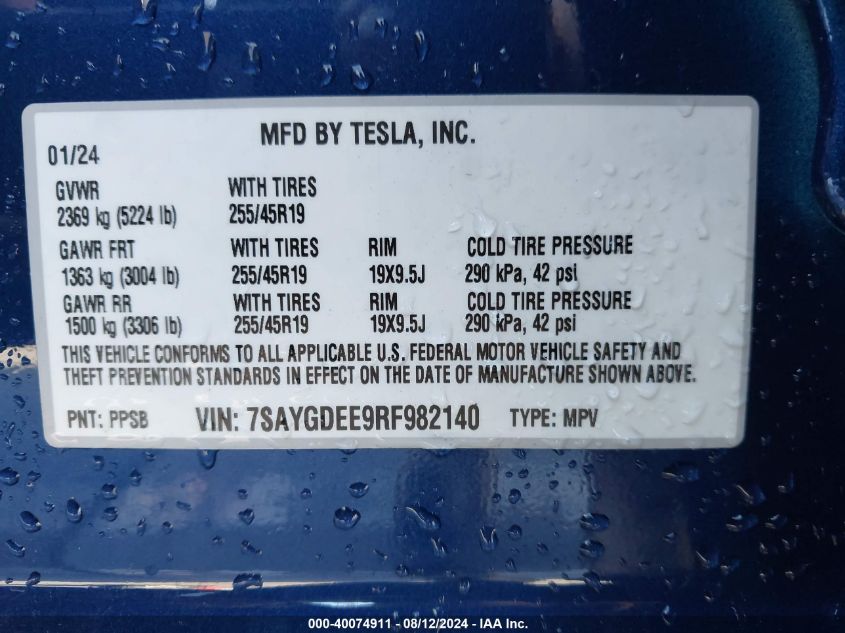 MFD BY TESLA, INC.
01/24
GVWR WITH TIRES
2369 kg (5224 lb) 255/45R19
GAWR FRT WITH TIRES RIM COLD TIRE PRESSURE
1363 kg (3004 lb) 255/45R19 19X9.5J 290 kPa, 42 psi
GAWR RR WITH TIRES RIM COLD TIRE PRESSURE
1500 kg (3306 lb) 255/45R19 19X9.5J 290 kPa, 42 psi
THIS VEHICLE CONFORMS TO ALL APPLICABLE U.S. FEDERAL MOTOR VEHICLE SAFETY AND
THEFT PREVENTION STANDARDS IN EFFECT ON THE DATE OF MANUFACTURE SHOWN ABOVE.
PNT: PPSB VIN: 7SAYGDEE9RF982140 TYPE: MPV
000-40074911 - 08/12/2024 - IAA Inc.